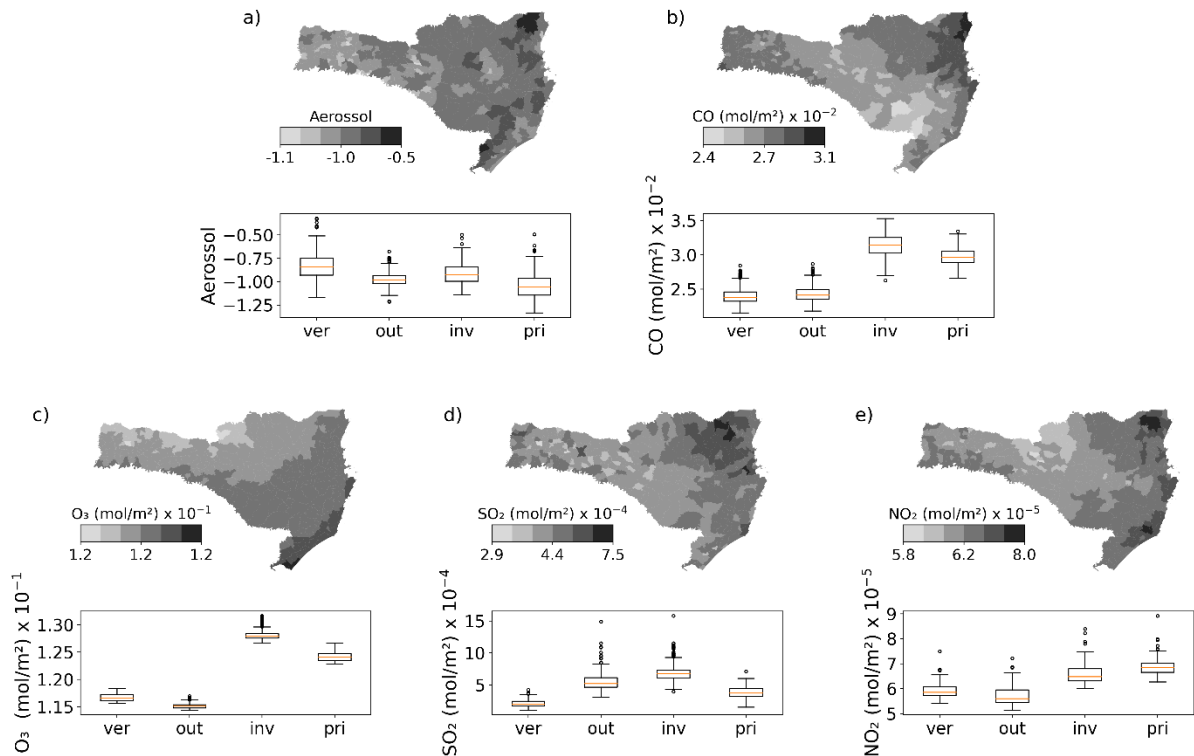 a)
Aerossol
-1.1 -1.0 -0.5
Aerossol
−0.50
−0.75
−1.00
−1.25
ver out inv pri
b)
CO (mol/m²) x 10⁻²
2.4 2.7 3.1
CO (mol/m²) x 10⁻²
3.5
3.0
2.5
ver out inv pri
c)
O₃ (mol/m²) x 10⁻¹
1.2 1.2 1.2
O₃ (mol/m²) x 10⁻¹
1.30
1.25
1.20
1.15
ver out inv pri
d)
SO₂ (mol/m²) x 10⁻⁴
2.9 4.4 7.5
SO₂ (mol/m²) x 10⁻⁴
15
10
5
ver out inv pri
e)
NO₂ (mol/m²) x 10⁻⁵
5.8 6.2 8.0
NO₂ (mol/m²) x 10⁻⁵
9
8
7
6
5
ver out inv pri